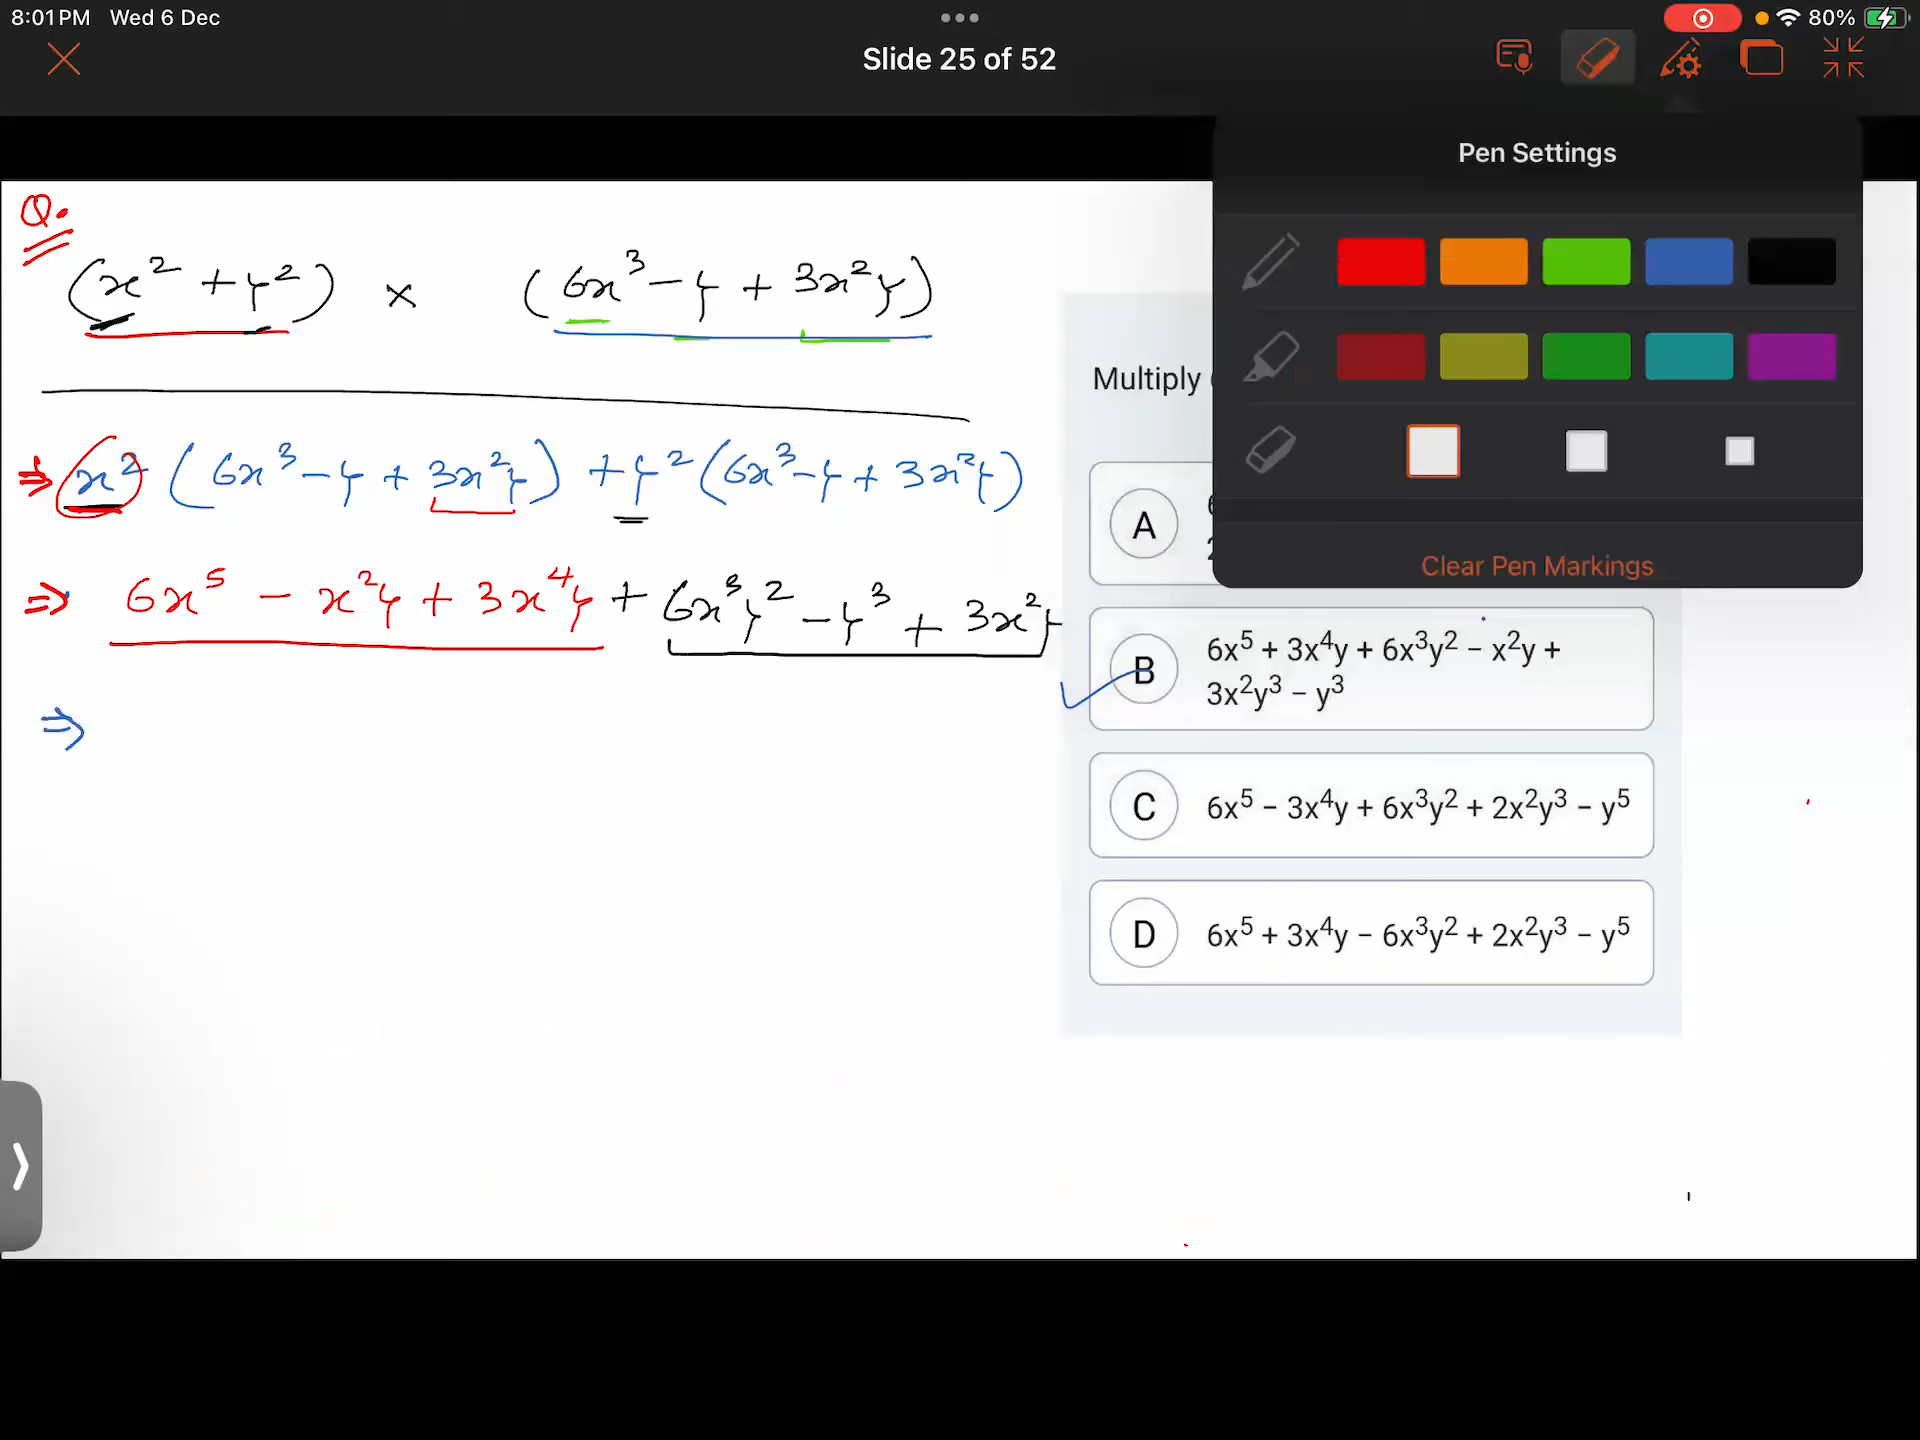 8:01 PM Wed 6 Dec
80%
Slide 25 of 52
Pen Settings
Clear Pen Markings
Q.
(x² + y²) × (6x³ - y + 3x²y)
⇒ x² (6x³ - y + 3x²y) + y² (6x³ - y + 3x²y)
⇒ 6x⁵ - x²y + 3x⁴y + 6x³y² - y³ + 3x²y
⇒
Multiply
A
B
6x⁵ + 3x⁴y + 6x³y² − x²y +
3x²y³ − y³
C
6x⁵ − 3x⁴y + 6x³y² + 2x²y³ − y⁵
D
6x⁵ + 3x⁴y − 6x³y² + 2x²y³ − y⁵